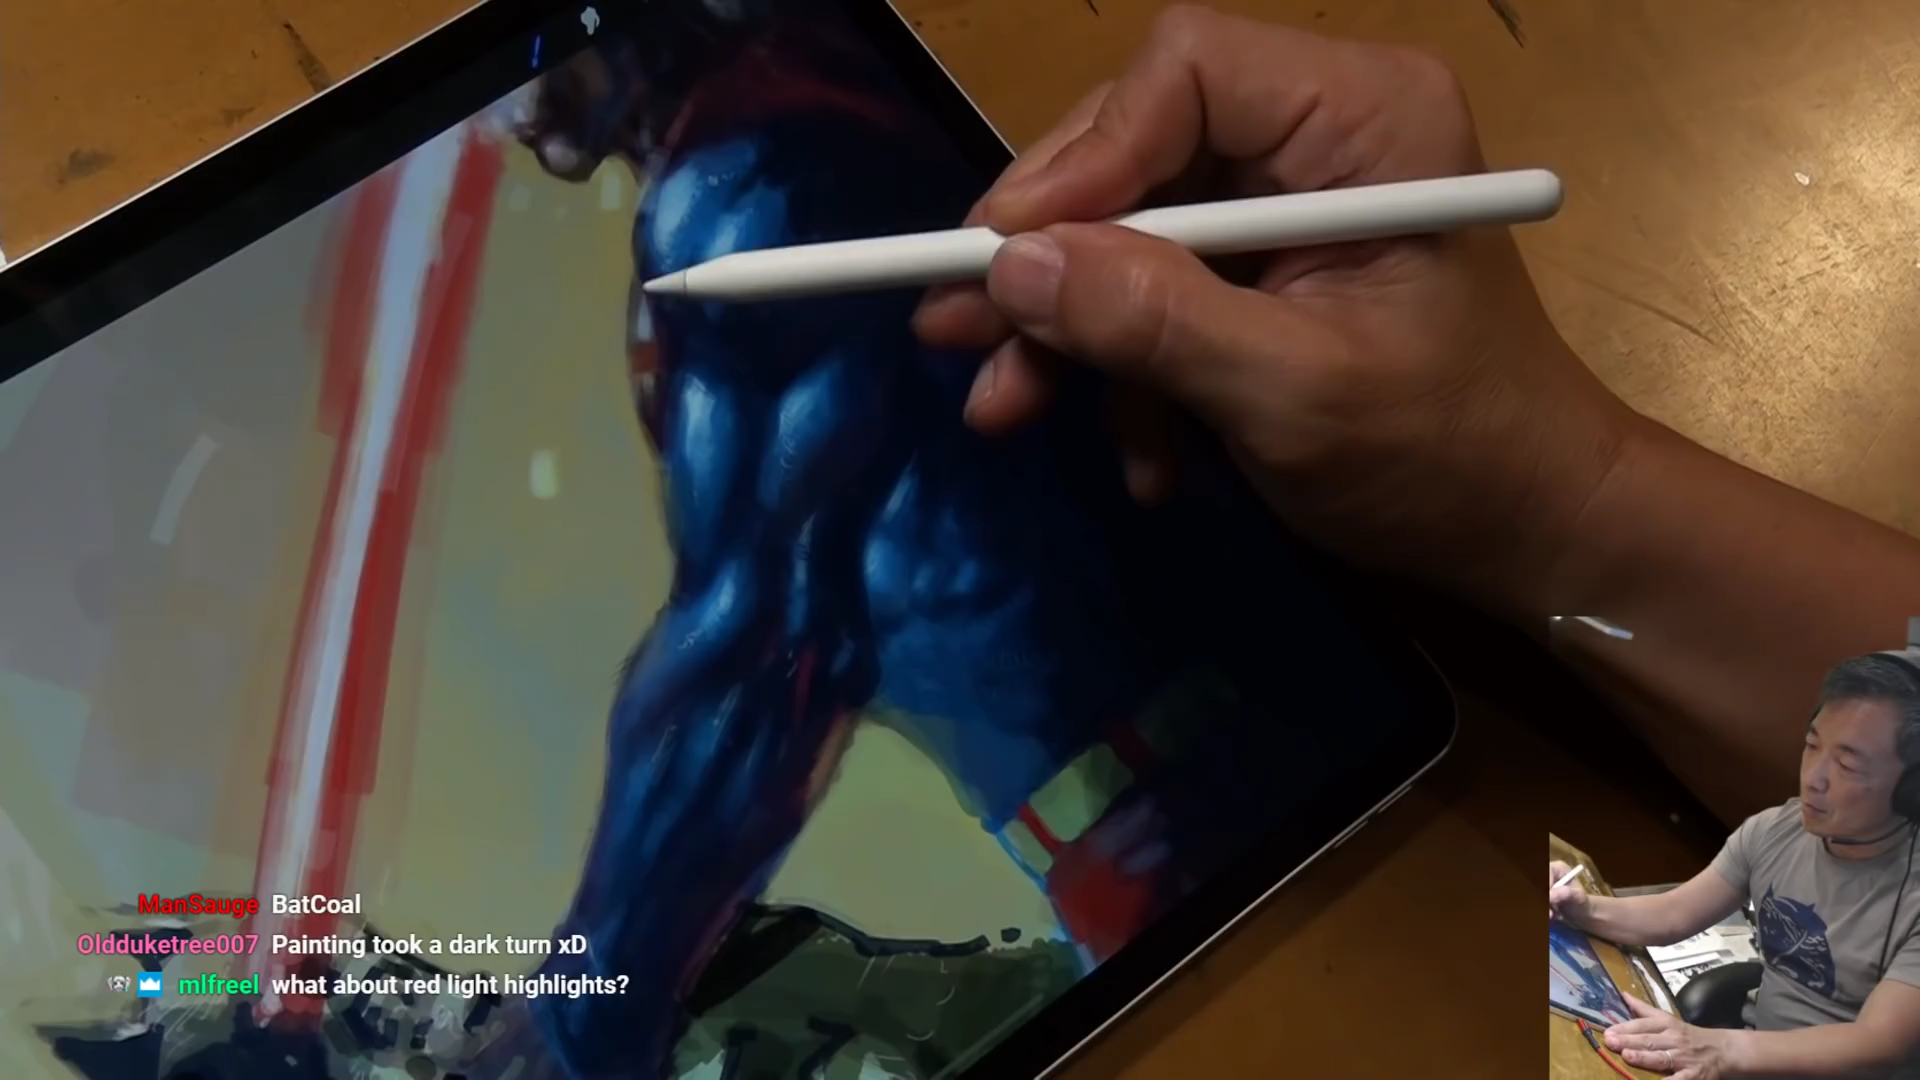 ManSauge BatCoal
Oldduketree007 Painting took a dark turn xD
mlfreel what about red light highlights?